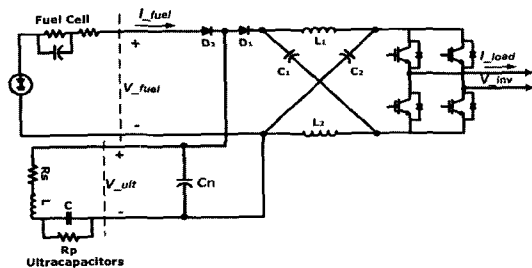 Fuel Cell
I_fuel
D₂
D₁
L₁
C₁
C₂
I_load
V_inv
+
V_fuel
-
L₂
+
V_ult
-
Rs
L
C
Cn
Rp
Ultracapacitors